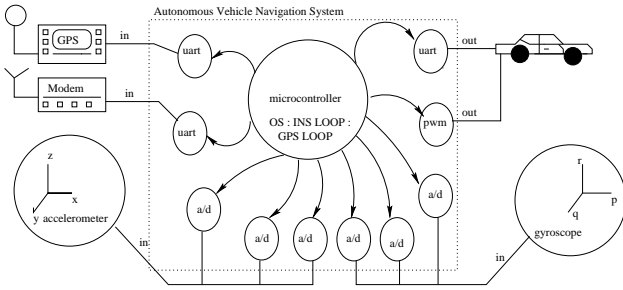 Autonomous Vehicle Navigation System
GPS
in
uart
uart
out
Modem
in
uart
microcontroller
OS : INS LOOP :
GPS LOOP
pwm
out
z
x
y accelerometer
in
a/d
a/d
a/d
a/d
a/d
a/d
in
r
p
q
gyroscope